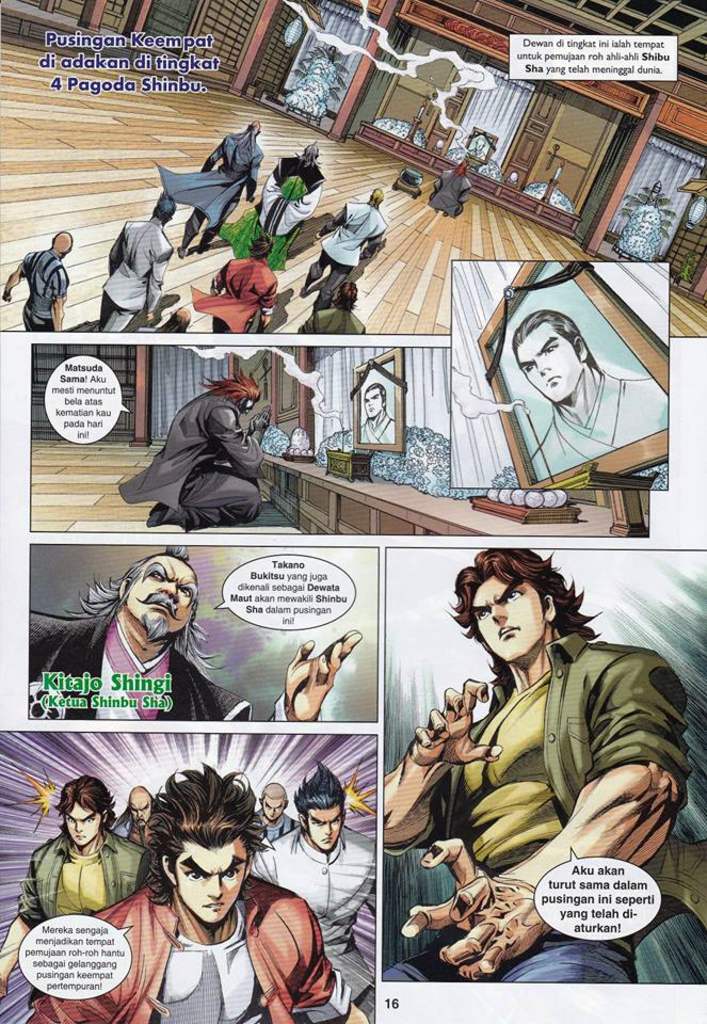 Pusingan Keempat
di adakan di tingkat
4 Pagoda Shinbu.
Dewan di tingkat ini ialah tempat
untuk pemujaan roh ahli-ahli Shibu
Sha yang telah meninggal dunia.
Matsuda
Sama! Aku
mesti menuntut
bela atas
kematian kau
pada hari
ini!
Takano
Bukitsu yang juga
dikenali sebagai Dewata
Maut akan mewakili Shinbu
Sha dalam pusingan
ini!
Kitajo Shingi
(Ketua Shinbu Sha)
Aku akan
turut sama dalam
pusingan ini seperti
yang telah di-
aturkan!
Mereka sengaja
menjadikan tempat
pemujaan roh-roh hantu
sebagai gelanggang
pusingan keempat
pertempuran!
16